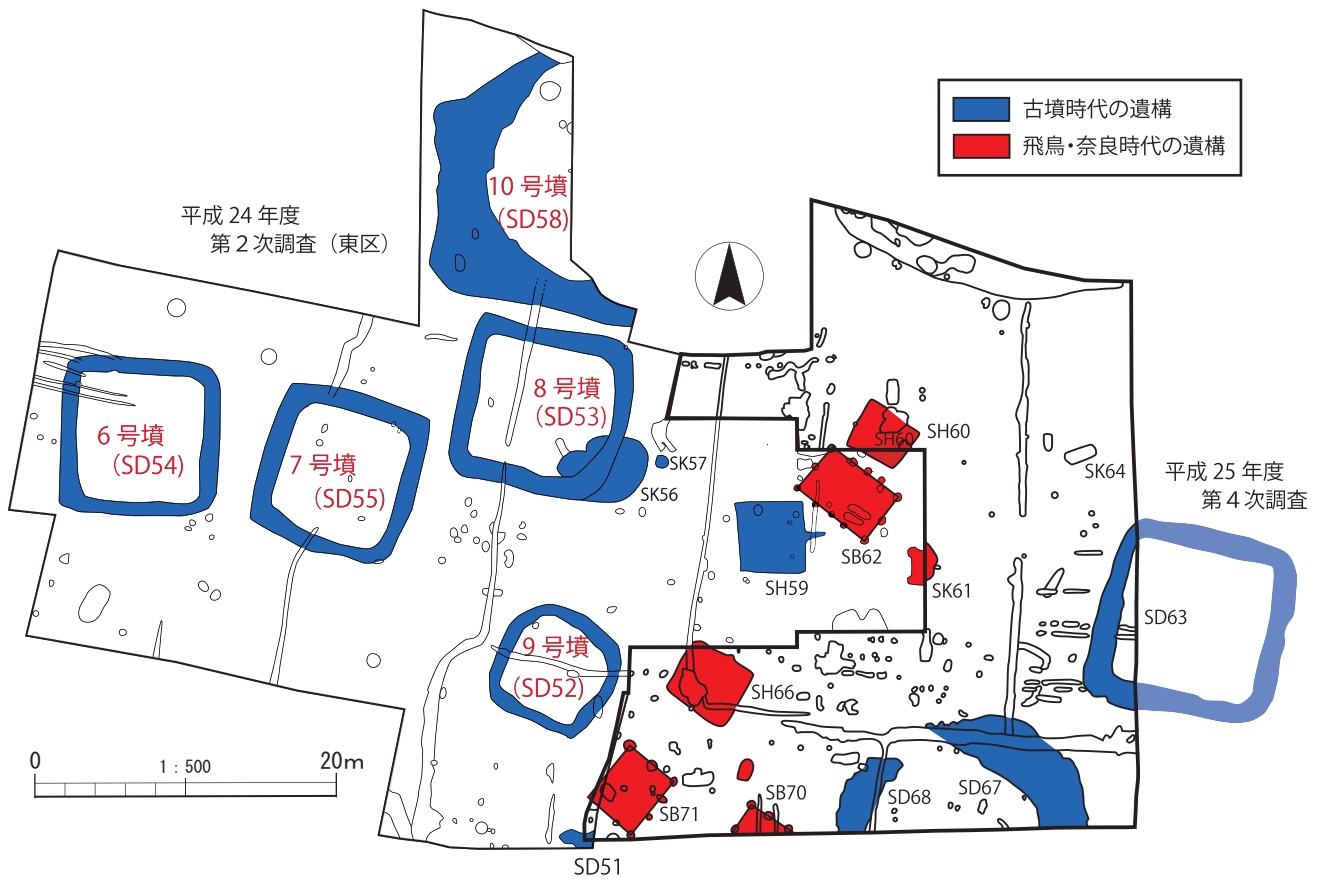 古墳時代の遺構
飛鳥・奈良時代の遺構
平成 24 年度
第2次調査（東区）
10 号墳
(SD58)
6 号墳
(SD54)
7 号墳
(SD55)
8 号墳
(SD53)
9 号墳
(SD52)
SK57
SK56
SH60
SH60
SK64
平成 25 年度
第4次調査
SB62
SH59
SK61
SD63
SH66
SB71
SB70
SD68
SD67
SD51
0
1：500
20m